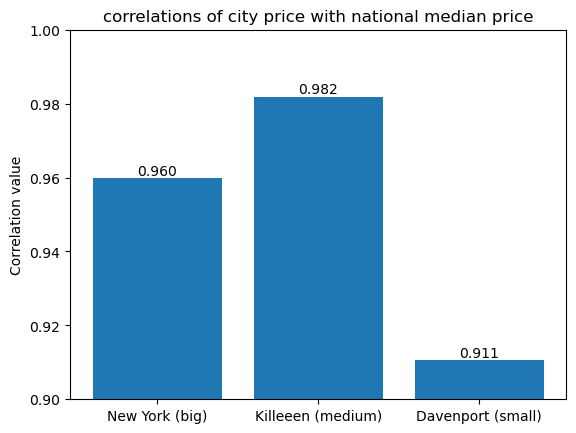 correlations of city price with national median price
Correlation value
1.00
0.98
0.96
0.94
0.92
0.90
0.960
0.982
0.911
New York (big)
Killeeen (medium)
Davenport (small)